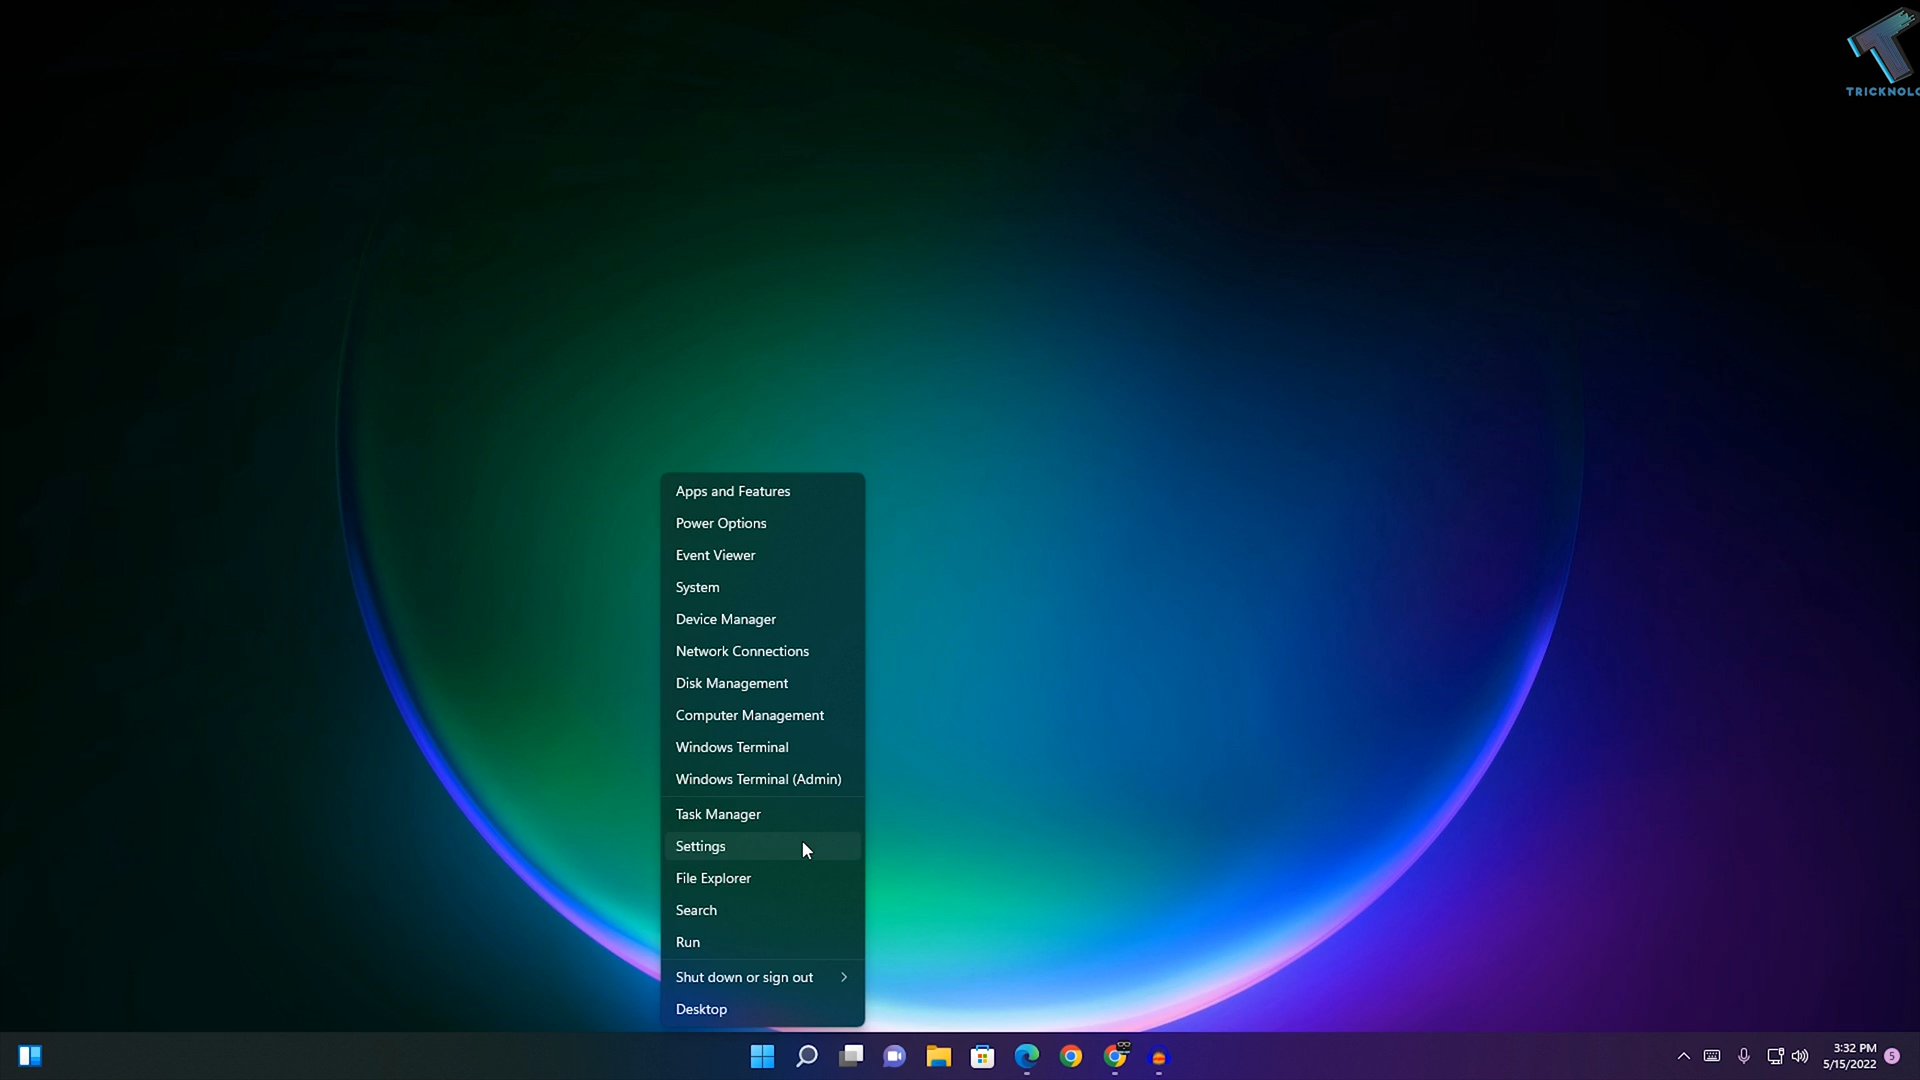 Apps and Features
Power Options
Event Viewer
System
Device Manager
Network Connections
Disk Management
Computer Management
Windows Terminal
Windows Terminal (Admin)
Task Manager
Settings
File Explorer
Search
Run
Shut down or sign out
Desktop
TRICKNOLO
3:32 PM
5/15/2022
5